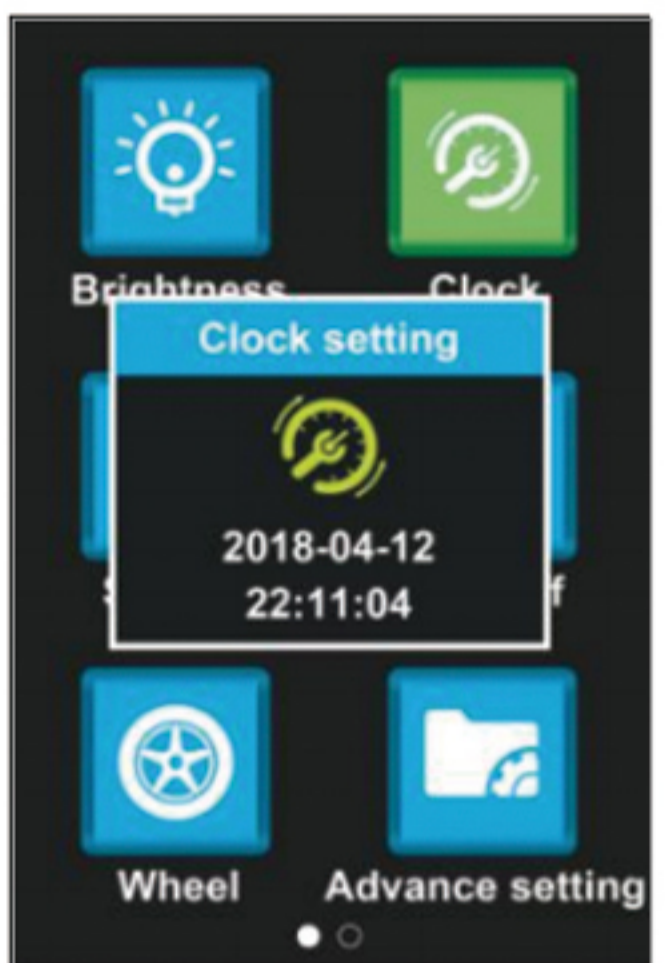 Brightness
Clock
Clock setting
2018-04-12
22:11:04
Wheel
Advance setting